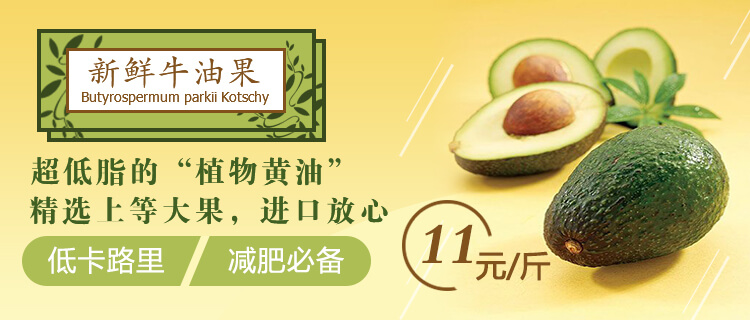 新鲜牛油果
Butyrospermum parkii Kotschy
超低脂的“植物黄油”
精选上等大果，进口放心
低卡路里
减肥必备
11元/斤